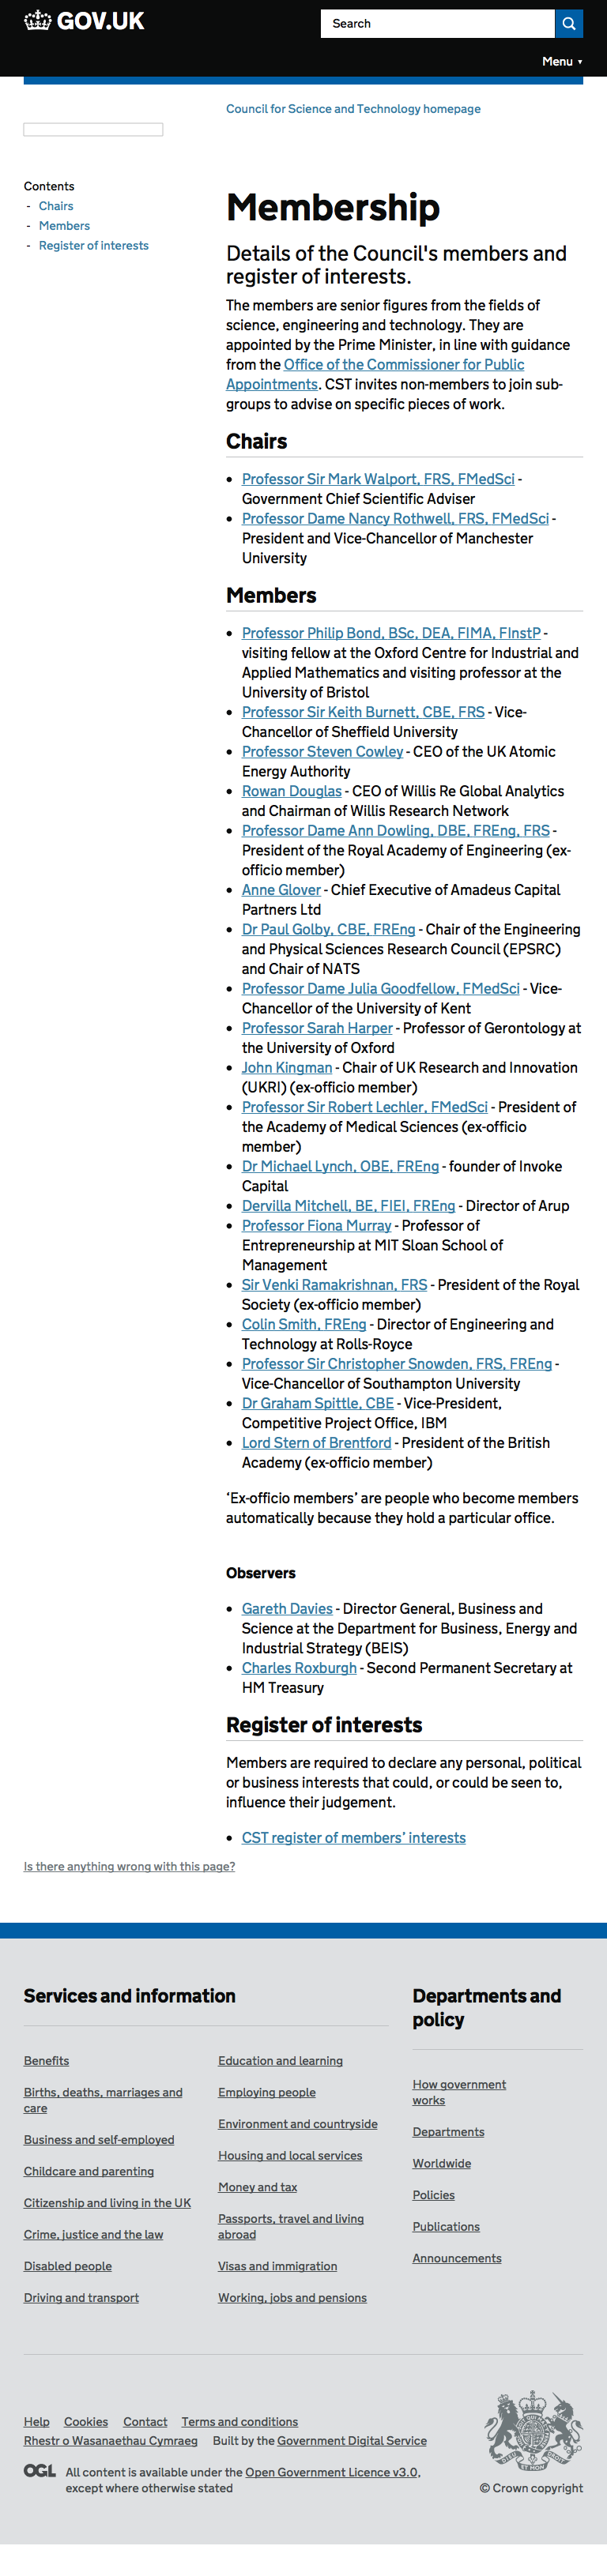 GOV.UK
Search
Menu ▼
Council for Science and Technology homepage
Contents
- Chairs
- Members
- Register of interests
Membership
Details of the Council's members and
register of interests.
The members are senior figures from the fields of
science, engineering and technology. They are
appointed by the Prime Minister, in line with guidance
from the Office of the Commissioner for Public
Appointments. CST invites non-members to join sub-
groups to advise on specific pieces of work.
Chairs
• Professor Sir Mark Walport, FRS, FMedSci -
Government Chief Scientific Adviser
• Professor Dame Nancy Rothwell, FRS, FMedSci -
President and Vice-Chancellor of Manchester
University
Members
• Professor Philip Bond, BSc, DEA, FIMA, FInstP -
visiting fellow at the Oxford Centre for Industrial and
Applied Mathematics and visiting professor at the
University of Bristol
• Professor Sir Keith Burnett, CBE, FRS - Vice-
Chancellor of Sheffield University
• Professor Steven Cowley - CEO of the UK Atomic
Energy Authority
• Rowan Douglas - CEO of Willis Re Global Analytics
and Chairman of Willis Research Network
• Professor Dame Ann Dowling, DBE, FREng, FRS -
President of the Royal Academy of Engineering (ex-
officio member)
• Anne Glover - Chief Executive of Amadeus Capital
Partners Ltd
• Dr Paul Golby, CBE, FREng - Chair of the Engineering
and Physical Sciences Research Council (EPSRC)
and Chair of NATS
• Professor Dame Julia Goodfellow, FMedSci - Vice-
Chancellor of the University of Kent
• Professor Sarah Harper - Professor of Gerontology at
the University of Oxford
• John Kingman - Chair of UK Research and Innovation
(UKRI) (ex-officio member)
• Professor Sir Robert Lechler, FMedSci - President of
the Academy of Medical Sciences (ex-officio
member)
• Dr Michael Lynch, OBE, FREng - founder of Invoke
Capital
• Dervilla Mitchell, BE, FIEI, FREng - Director of Arup
• Professor Fiona Murray - Professor of
Entrepreneurship at MIT Sloan School of
Management
• Sir Venki Ramakrishnan, FRS - President of the Royal
Society (ex-officio member)
• Colin Smith, FREng - Director of Engineering and
Technology at Rolls-Royce
• Professor Sir Christopher Snowden, FRS, FREng -
Vice-Chancellor of Southampton University
• Dr Graham Spittle, CBE - Vice-President,
Competitive Project Office, IBM
• Lord Stern of Brentford - President of the British
Academy (ex-officio member)
‘Ex-officio members’ are people who become members
automatically because they hold a particular office.
Observers
• Gareth Davies - Director General, Business and
Science at the Department for Business, Energy and
Industrial Strategy (BEIS)
• Charles Roxburgh - Second Permanent Secretary at
HM Treasury
Register of interests
Members are required to declare any personal, political
or business interests that could, or could be seen to,
influence their judgement.
• CST register of members’ interests
Is there anything wrong with this page?
Services and information
Benefits
Births, deaths, marriages and
care
Business and self-employed
Childcare and parenting
Citizenship and living in the UK
Crime, justice and the law
Disabled people
Driving and transport
Education and learning
Employing people
Environment and countryside
Housing and local services
Money and tax
Passports, travel and living
abroad
Visas and immigration
Working, jobs and pensions
Departments and
policy
How government
works
Departments
Worldwide
Policies
Publications
Announcements
Help Cookies Contact Terms and conditions
Rhestr o Wasanaethau Cymraeg Built by the Government Digital Service
OGL All content is available under the Open Government Licence v3.0,
except where otherwise stated
© Crown copyright